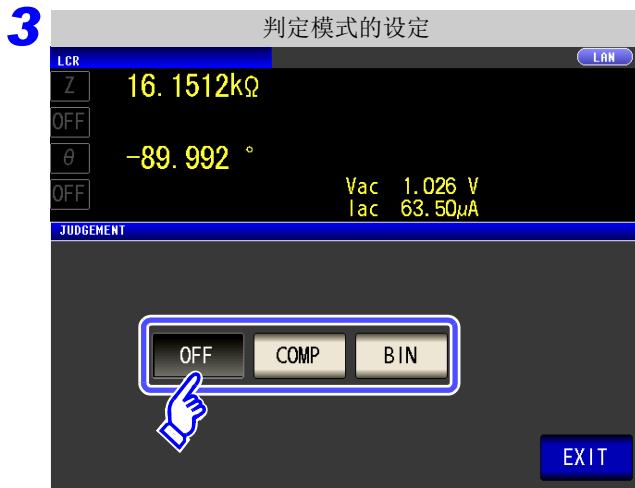 3
判定模式的设定
LCR
LAN
Z 16.1512kΩ
OFF
θ -89.992 °
OFF
Vac 1.026 V
Iac 63.50μA
JUDGEMENT
OFF COMP BIN
EXIT